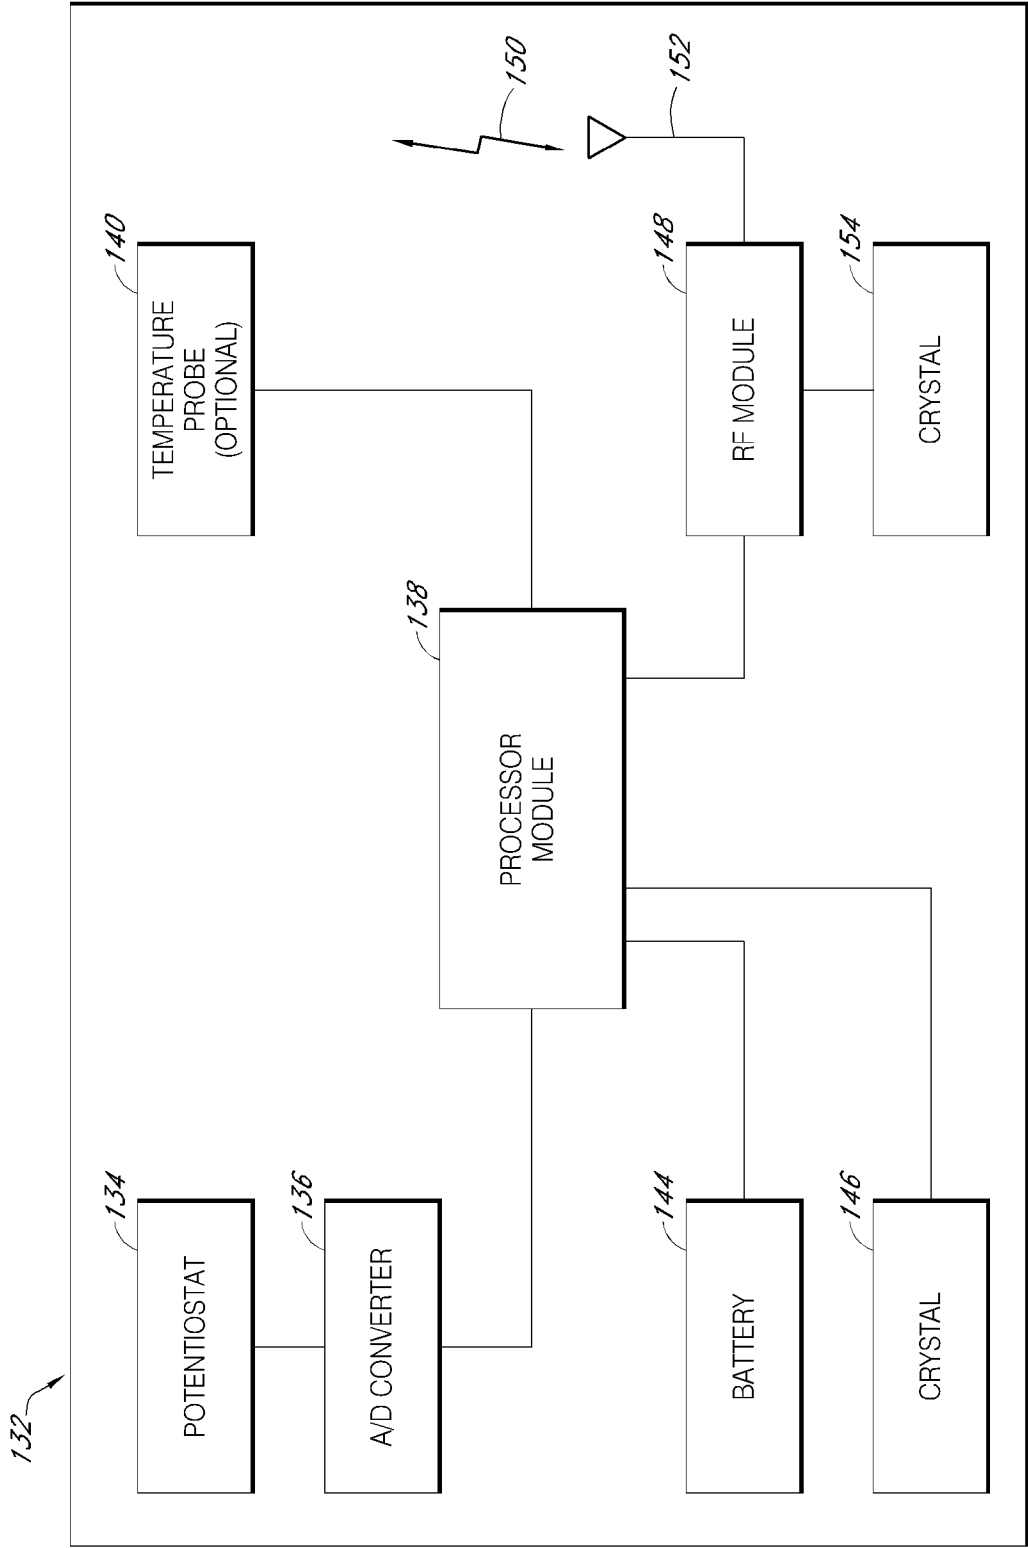 132
134
POTENTIOSTAT
136
A/D CONVERTER
138
PROCESSOR
MODULE
140
TEMPERATURE
PROBE
(OPTIONAL)
144
BATTERY
146
CRYSTAL
148
RF MODULE
150
152
154
CRYSTAL